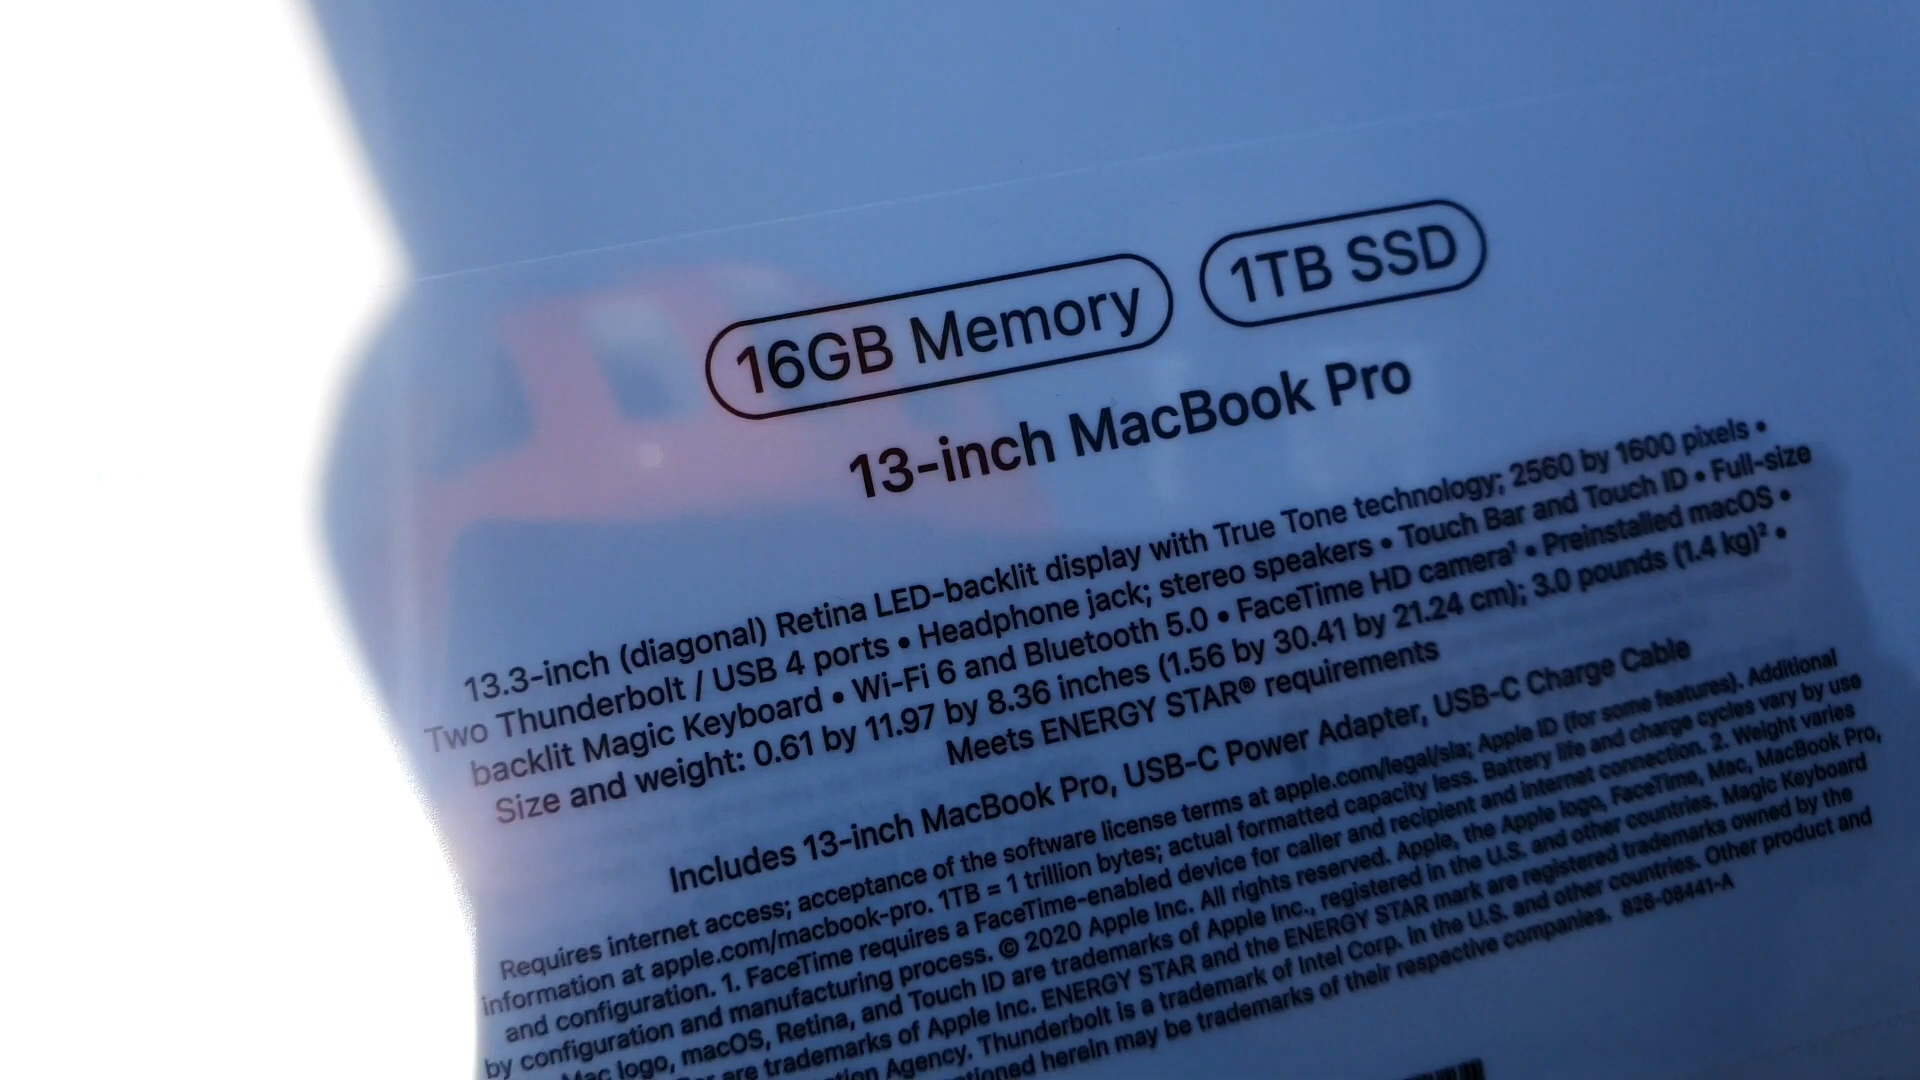 16GB Memory
1TB SSD
13-inch MacBook Pro
13.3-inch (diagonal) Retina LED-backlit display with True Tone technology; 2560 by 1600 pixels •
Two Thunderbolt / USB 4 ports • Headphone jack; stereo speakers • Touch Bar and Touch ID • Full-size
backlit Magic Keyboard • Wi-Fi 6 and Bluetooth 5.0 • FaceTime HD camera¹ • Preinstalled macOS •
Size and weight: 0.61 by 11.97 by 8.36 inches (1.56 by 30.41 by 21.24 cm); 3.0 pounds (1.4 kg)² •
Meets ENERGY STAR® requirements
Includes 13-inch MacBook Pro, USB-C Power Adapter, USB-C Charge Cable
Requires internet access; acceptance of the software license terms at apple.com/legal/sla; Apple ID (for some features). Additional
information at apple.com/macbook-pro. 1TB = 1 trillion bytes; actual formatted capacity less. Battery life and charge cycles vary by use
and configuration. 1. FaceTime requires a FaceTime-enabled device for caller and recipient and internet connection. 2. Weight varies
by configuration and manufacturing process. © 2020 Apple Inc. All rights reserved. Apple, the Apple logo, FaceTime, Mac, MacBook Pro,
Mac logo, macOS, Retina, and Touch ID are trademarks of Apple Inc., registered in the U.S. and other countries. Magic Keyboard
are trademarks of Apple Inc. ENERGY STAR and the ENERGY STAR mark are registered trademarks owned by the
Agency. Thunderbolt is a trademark of Intel Corp. in the U.S. and other countries. Other product and
herein may be trademarks of their respective companies. 826-08441-A